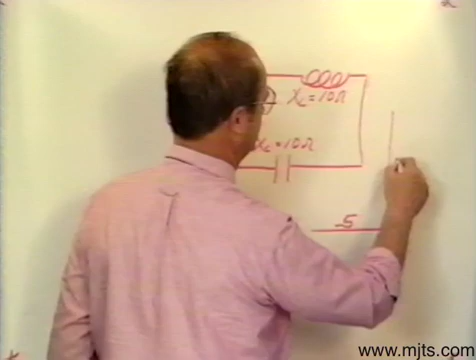 X_L = 10Ω
X_C = 10Ω
.5
www.mjts.com